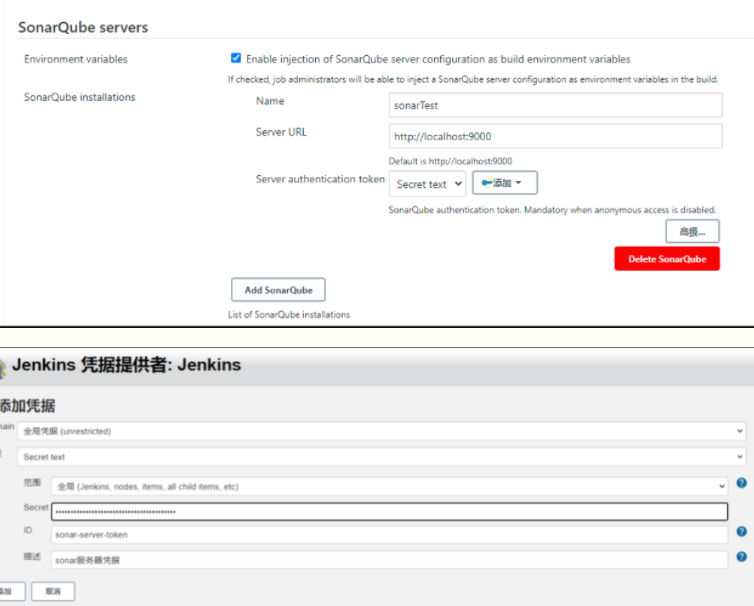 SonarQube servers
Environment variables
Enable injection of SonarQube server configuration as build environment variables
If checked, job administrators will be able to inject a SonarQube server configuration as environment variables in the build.
SonarQube installations
Name
sonarTest
Server URL
http://localhost:9000
Default is http://localhost:9000
Server authentication token
Secret text
添加
SonarQube authentication token. Mandatory when anonymous access is disabled.
高级...
Delete SonarQube
Add SonarQube
List of SonarQube installations
Jenkins 凭据提供者: Jenkins
添加凭据
全局凭据 (unrestricted)
Secret text
范围
全局 (Jenkins, nodes, items, all child items, etc)
Secret
ID
sonar-server-token
描述
sonar服务器凭据
添加
取消